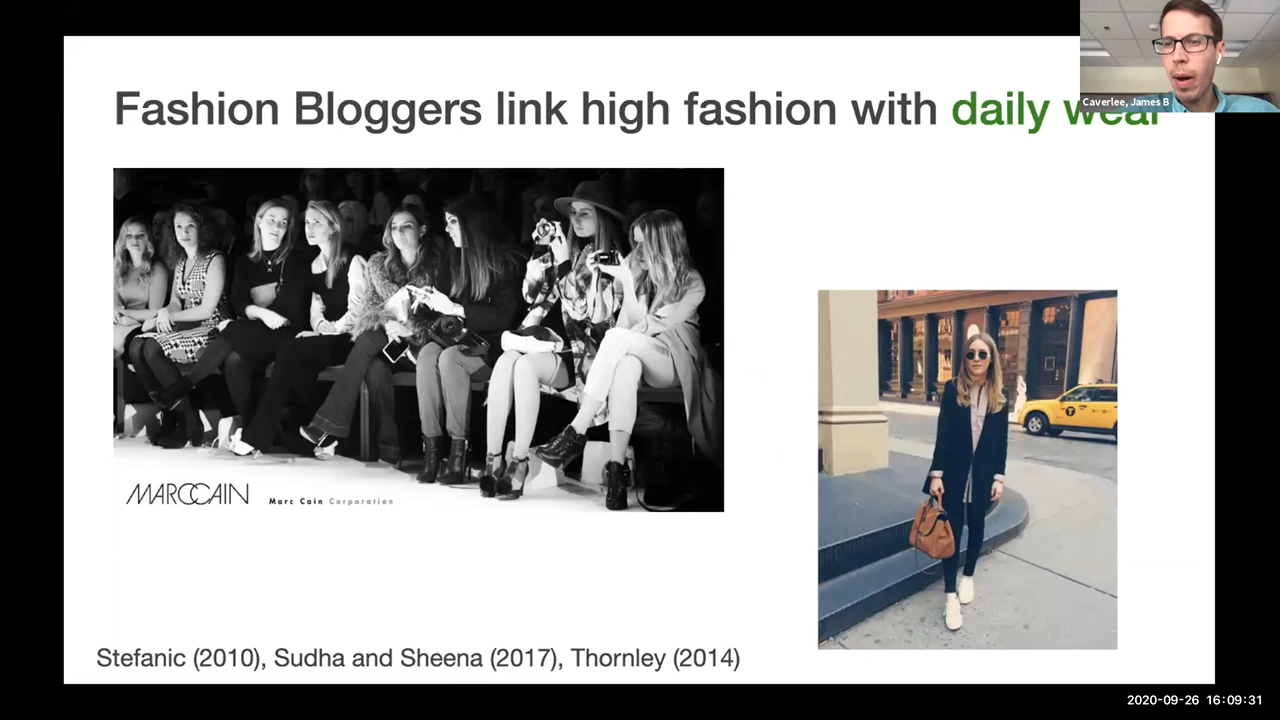 Caverlee, James B
Fashion Bloggers link high fashion with daily wear
MARCCAIN Marc Cain Corporation
T
Stefanic (2010), Sudha and Sheena (2017), Thornley (2014)
2020-09-26 16:09:31